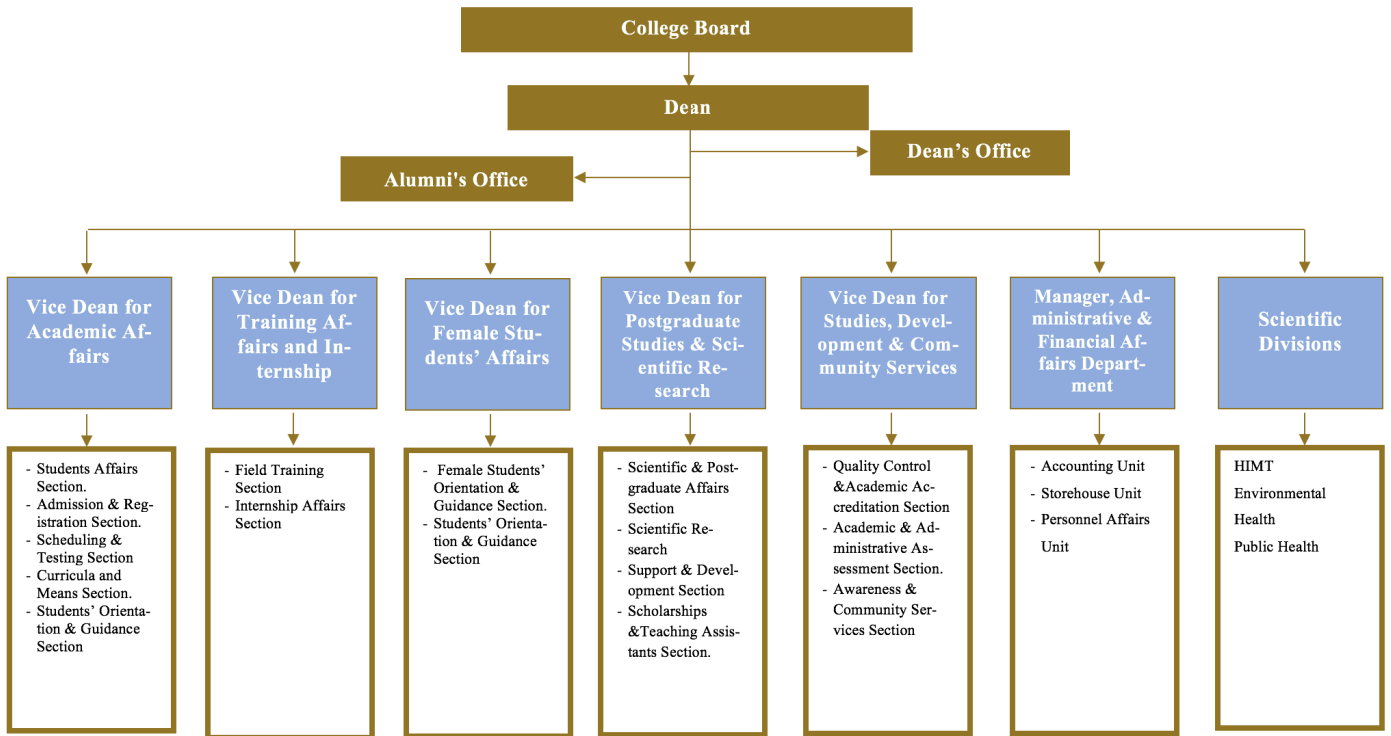 College Board
Dean
Dean’s Office
Alumni's Office
Vice Dean for
Academic Af-
fairs
Vice Dean for
Training Af-
fairs and In-
ternship
Vice Dean for
Female Stu-
dents’ Affairs
Vice Dean for
Postgraduate
Studies & Sci-
entific Re-
search
Vice Dean for
Studies, Devel-
opment & Com-
munity Services
Manager, Ad-
ministrative &
Financial Af-
fairs Depart-
ment
Scientific
Divisions
- Students Affairs
Section.
- Admission & Reg-
istration Section.
- Scheduling &
Testing Section
- Curricula and
Means Section.
- Students’ Orienta-
tion & Guidance
Section
- Field Training
Section
- Internship Affairs
Section
- Female Students’
Orientation &
Guidance Section.
- Students’ Orienta-
tion & Guidance
Section
- Scientific & Post-
graduate Affairs
Section
- Scientific Re-
search
- Support & Devel-
opment Section
- Scholarships
&Teaching Assis-
tants Section.
- Quality Control
&Academic Ac-
creditation Section
- Academic & Ad-
ministrative As-
sessment Section.
- Awareness &
Community Ser-
vices Section
- Accounting Unit
- Storehouse Unit
- Personnel Affairs
Unit
HIMT
Environmental
Health
Public Health